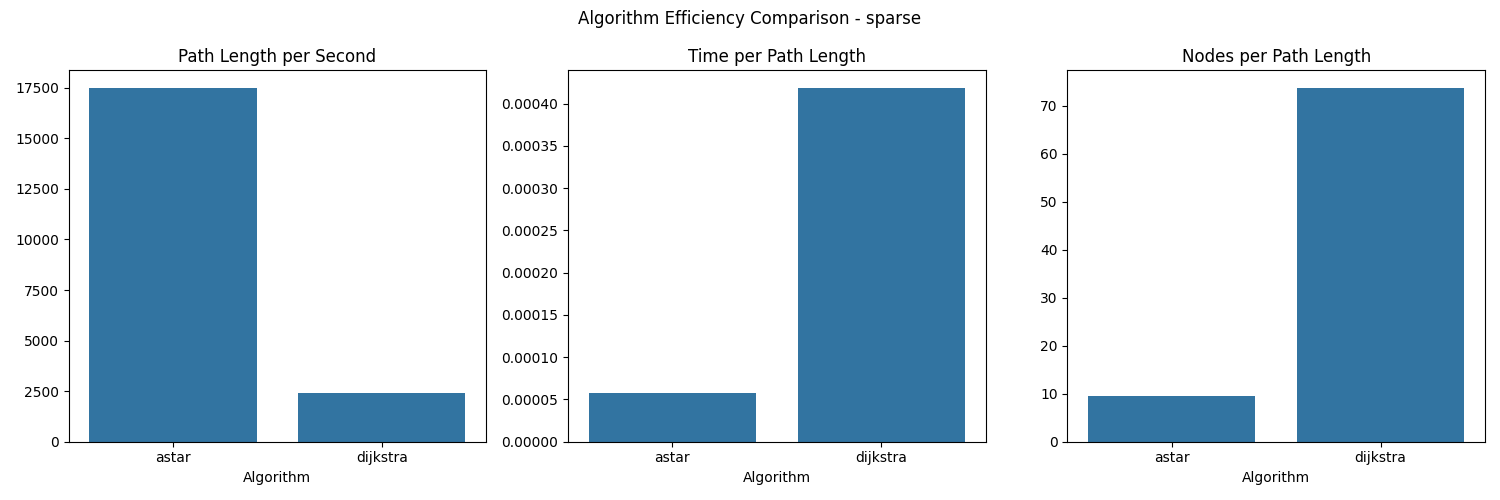 Algorithm Efficiency Comparison - sparse
Path Length per Second
17500
15000
12500
10000
7500
5000
2500
0
astar
dijkstra
Algorithm
Time per Path Length
0.00040
0.00035
0.00030
0.00025
0.00020
0.00015
0.00010
0.00005
0.00000
astar
dijkstra
Algorithm
Nodes per Path Length
70
60
50
40
30
20
10
0
astar
dijkstra
Algorithm